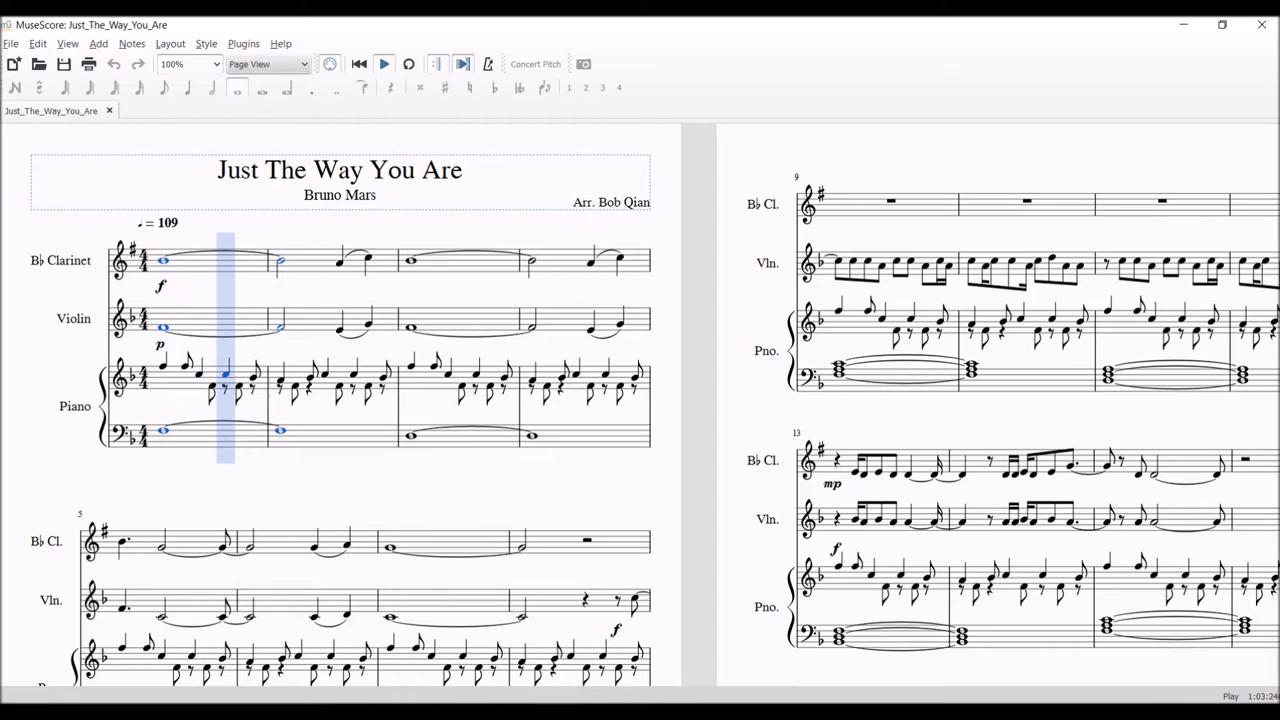 MuseScore: Just_The_Way_You_Are
File Edit View Add Notes Layout Style Plugins Help
100% Page View Concert Pitch
1 2 3 4
Just_The_Way_You_Are
Just The Way You Are
Bruno Mars
Arr. Bob Qian
= 109
B♭ Clarinet
f
Violin
p
Piano
5
B♭ Cl.
Vln.
f
9
B♭ Cl.
Vln.
Pno.
13
B♭ Cl.
mp
Vln.
f
Pno.
Play 1:03:24